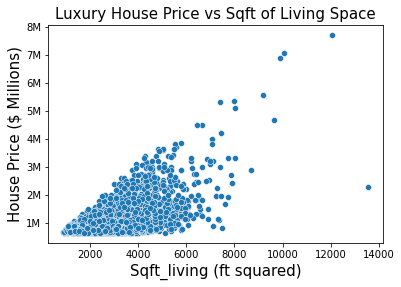 Luxury House Price vs Sqft of Living Space
House Price ($ Millions)
8M
7M
6M
5M
4M
3M
2M
1M
2000 4000 6000 8000 10000 12000 14000
Sqft_living (ft squared)